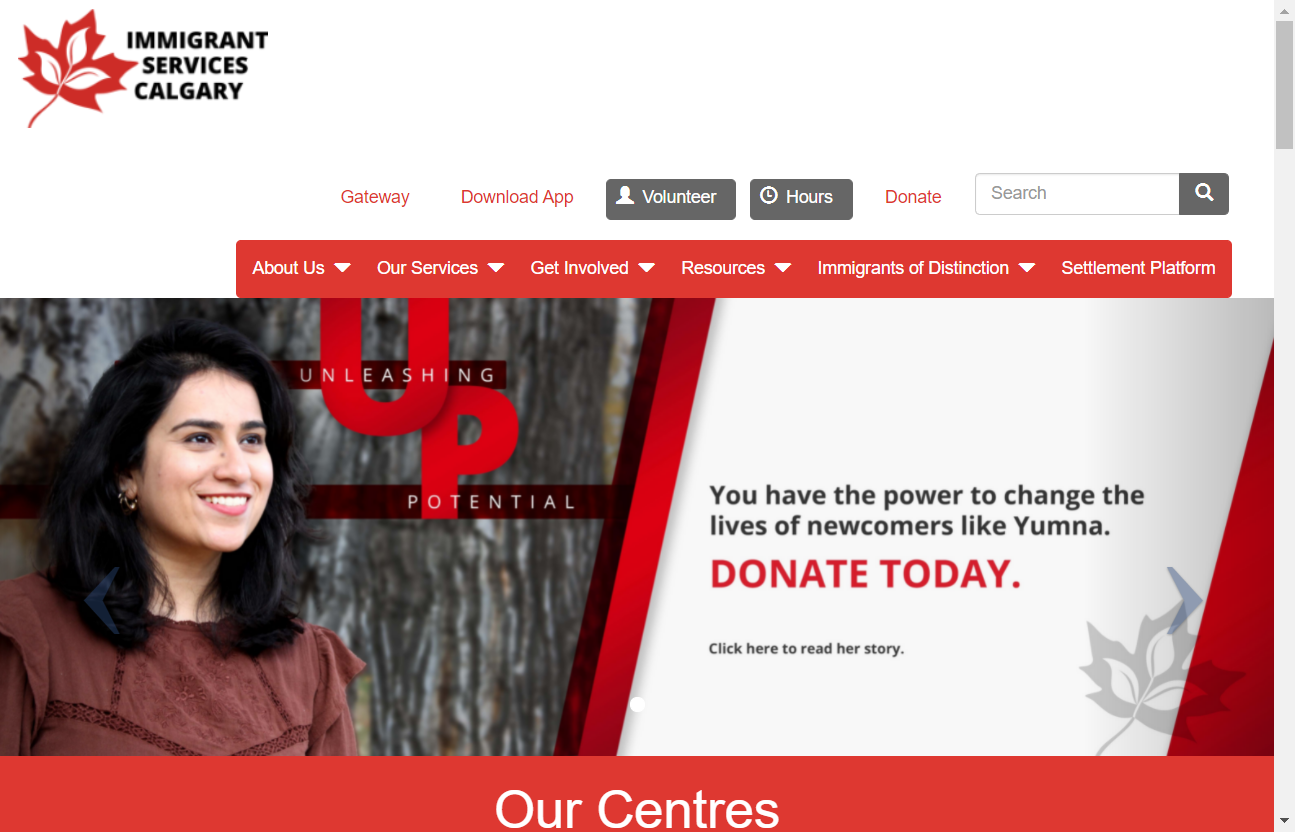 IMMIGRANT
SERVICES
CALGARY
Gateway
Download App
Volunteer
Hours
Donate
Search
About Us
Our Services
Get Involved
Resources
Immigrants of Distinction
Settlement Platform
UP
UNLEASHING
POTENTIAL
You have the power to change the
lives of newcomers like Yumna.
DONATE TODAY.
Click here to read her story.
Our Centres